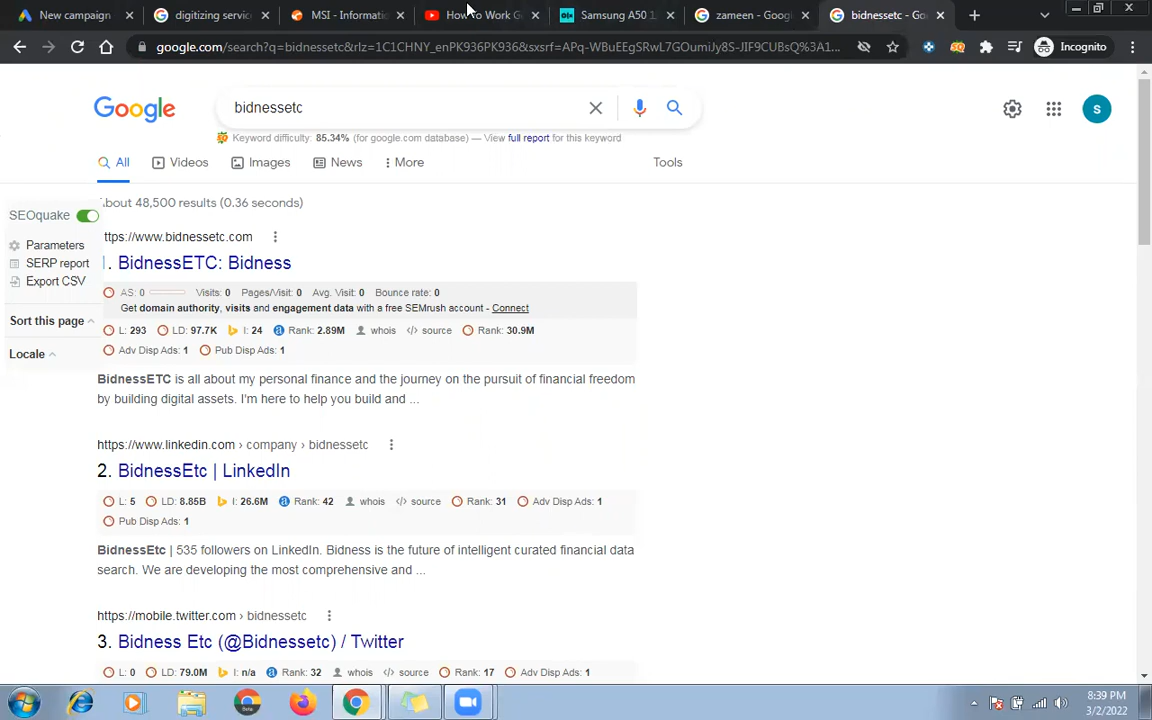 New campaign
digitizing servic
MSI - Informatio
How to Work G
Samsung A50 1
zameen - Goog
bidnessetc - Goo
google.com/search?q=bidnessetc&rlz=1C1CHNY_enPK936PK936&sxsrf=APq-WBuEEgSRwL7GOumiJy8S-JIF9CUBsQ%3A1...
Incognito
Google
bidnessetc
Keyword difficulty: 85.34% (for google.com database) — View full report for this keyword
All
Videos
Images
News
More
Tools
About 48,500 results (0.36 seconds)
SEOquake
Parameters
SERP report
Export CSV
Sort this page
Locale
ttps://www.bidnessetc.com
1. BidnessETC: Bidness
AS: 0 Visits: 0 Pages/Visit: 0 Avg. Visit: 0 Bounce rate: 0
Get domain authority, visits and engagement data with a free SEMrush account - Connect
L: 293 LD: 97.7K I: 24 Rank: 2.89M whois source Rank: 30.9M
Adv Disp Ads: 1 Pub Disp Ads: 1
BidnessETC is all about my personal finance and the journey on the pursuit of financial freedom
by building digital assets. I'm here to help you build and ...
https://www.linkedin.com › company › bidnessetc
2. BidnessEtc | LinkedIn
L: 5 LD: 8.85B I: 26.6M Rank: 42 whois source Rank: 31 Adv Disp Ads: 1
Pub Disp Ads: 1
BidnessEtc | 535 followers on LinkedIn. Bidness is the future of intelligent curated financial data
search. We are developing the most comprehensive and ...
https://mobile.twitter.com › bidnessetc
3. Bidness Etc (@Bidnessetc) / Twitter
L: 0 LD: 79.0M I: n/a Rank: 32 whois source Rank: 17 Adv Disp Ads: 1
s
8:39 PM
3/2/2022